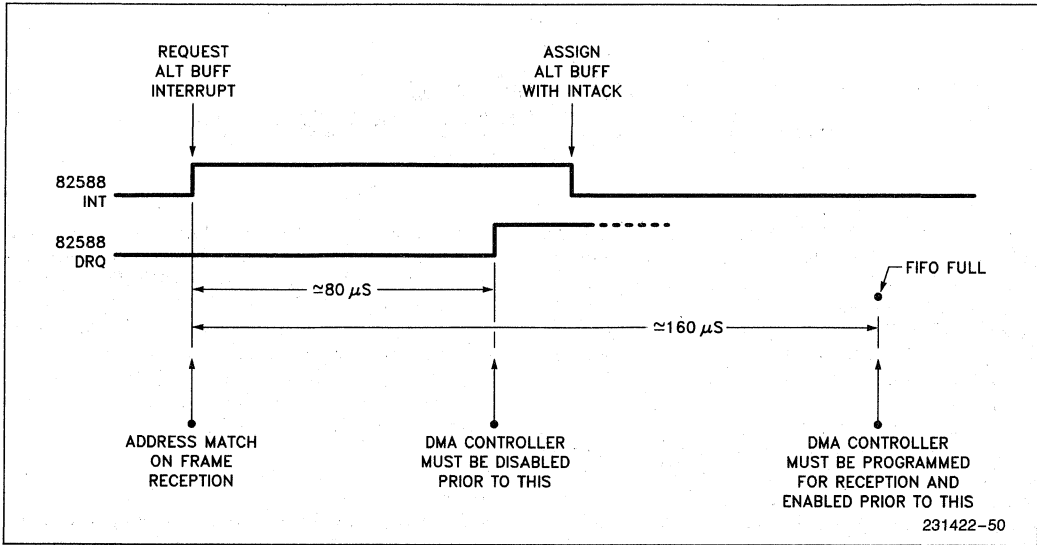 REQUEST
ALT BUFF
INTERRUPT
ASSIGN
ALT BUFF
WITH INTACK
82588
INT
82588
DRQ
FIFO FULL
≃80 μS
≃160 μS
ADDRESS MATCH
ON FRAME
RECEPTION
DMA CONTROLLER
MUST BE DISABLED
PRIOR TO THIS
DMA CONTROLLER
MUST BE PROGRAMMED
FOR RECEPTION AND
ENABLED PRIOR TO THIS
231422-50